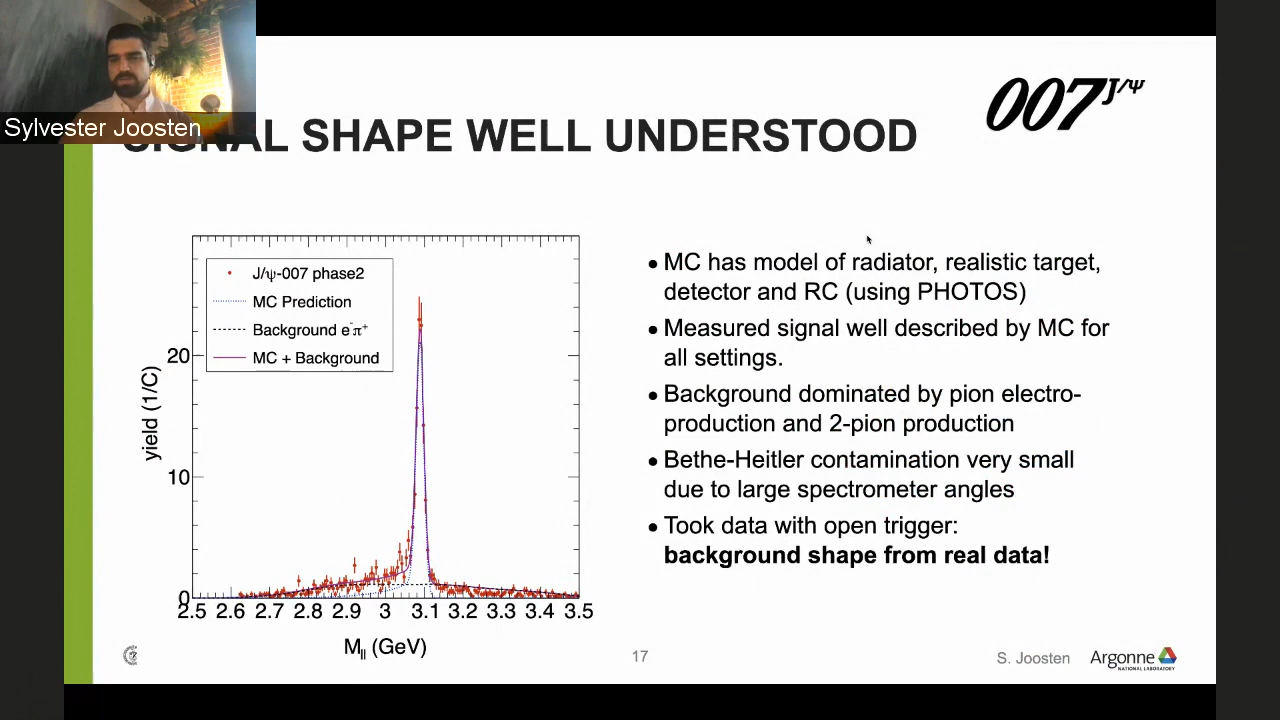 Sylvester Joosten
SIGNAL SHAPE WELL UNDERSTOOD
007 J/Ψ
J/ψ-007 phase2
MC Prediction
Background e⁻π⁺
MC + Background
yield (1/C)
20
10
0
2.5 2.6 2.7 2.8 2.9 3 3.1 3.2 3.3 3.4 3.5
M_ll (GeV)
● MC has model of radiator, realistic target,
detector and RC (using PHOTOS)
● Measured signal well described by MC for
all settings.
● Background dominated by pion electro-
production and 2-pion production
● Bethe-Heitler contamination very small
due to large spectrometer angles
● Took data with open trigger:
background shape from real data!
17
S. Joosten
Argonne
NATIONAL LABORATORY